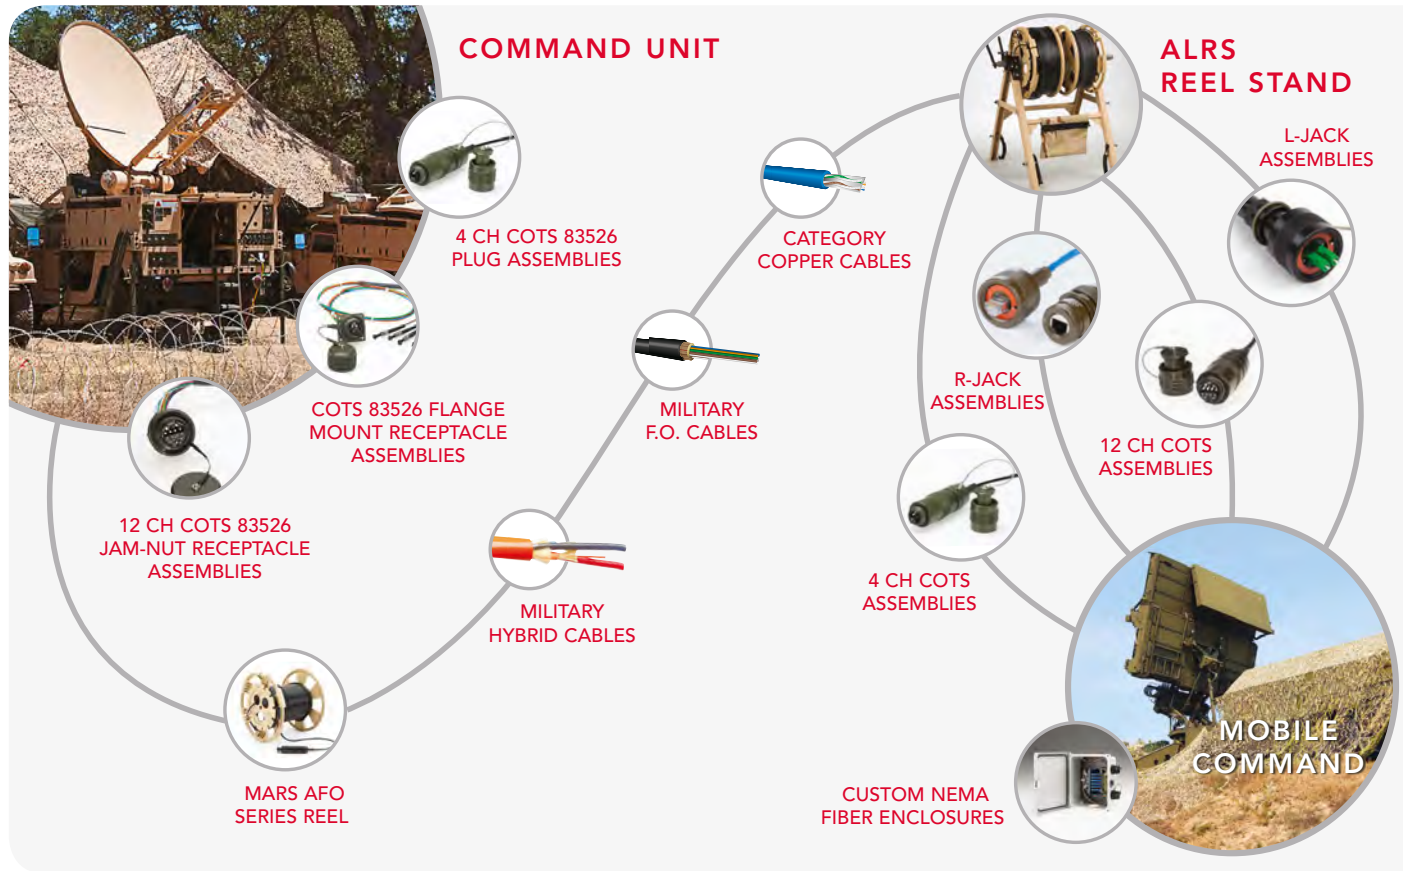 COMMAND UNIT
ALRS
REEL STAND
L-JACK
ASSEMBLIES
4 CH COTS 83526
PLUG ASSEMBLIES
CATEGORY
COPPER CABLES
R-JACK
ASSEMBLIES
COTS 83526 FLANGE
MOUNT RECEPTACLE
ASSEMBLIES
MILITARY
F.O. CABLES
12 CH COTS
ASSEMBLIES
12 CH COTS 83526
JAM-NUT RECEPTACLE
ASSEMBLIES
4 CH COTS
ASSEMBLIES
MILITARY
HYBRID CABLES
MOBILE
COMMAND
MARS AFO
SERIES REEL
CUSTOM NEMA
FIBER ENCLOSURES